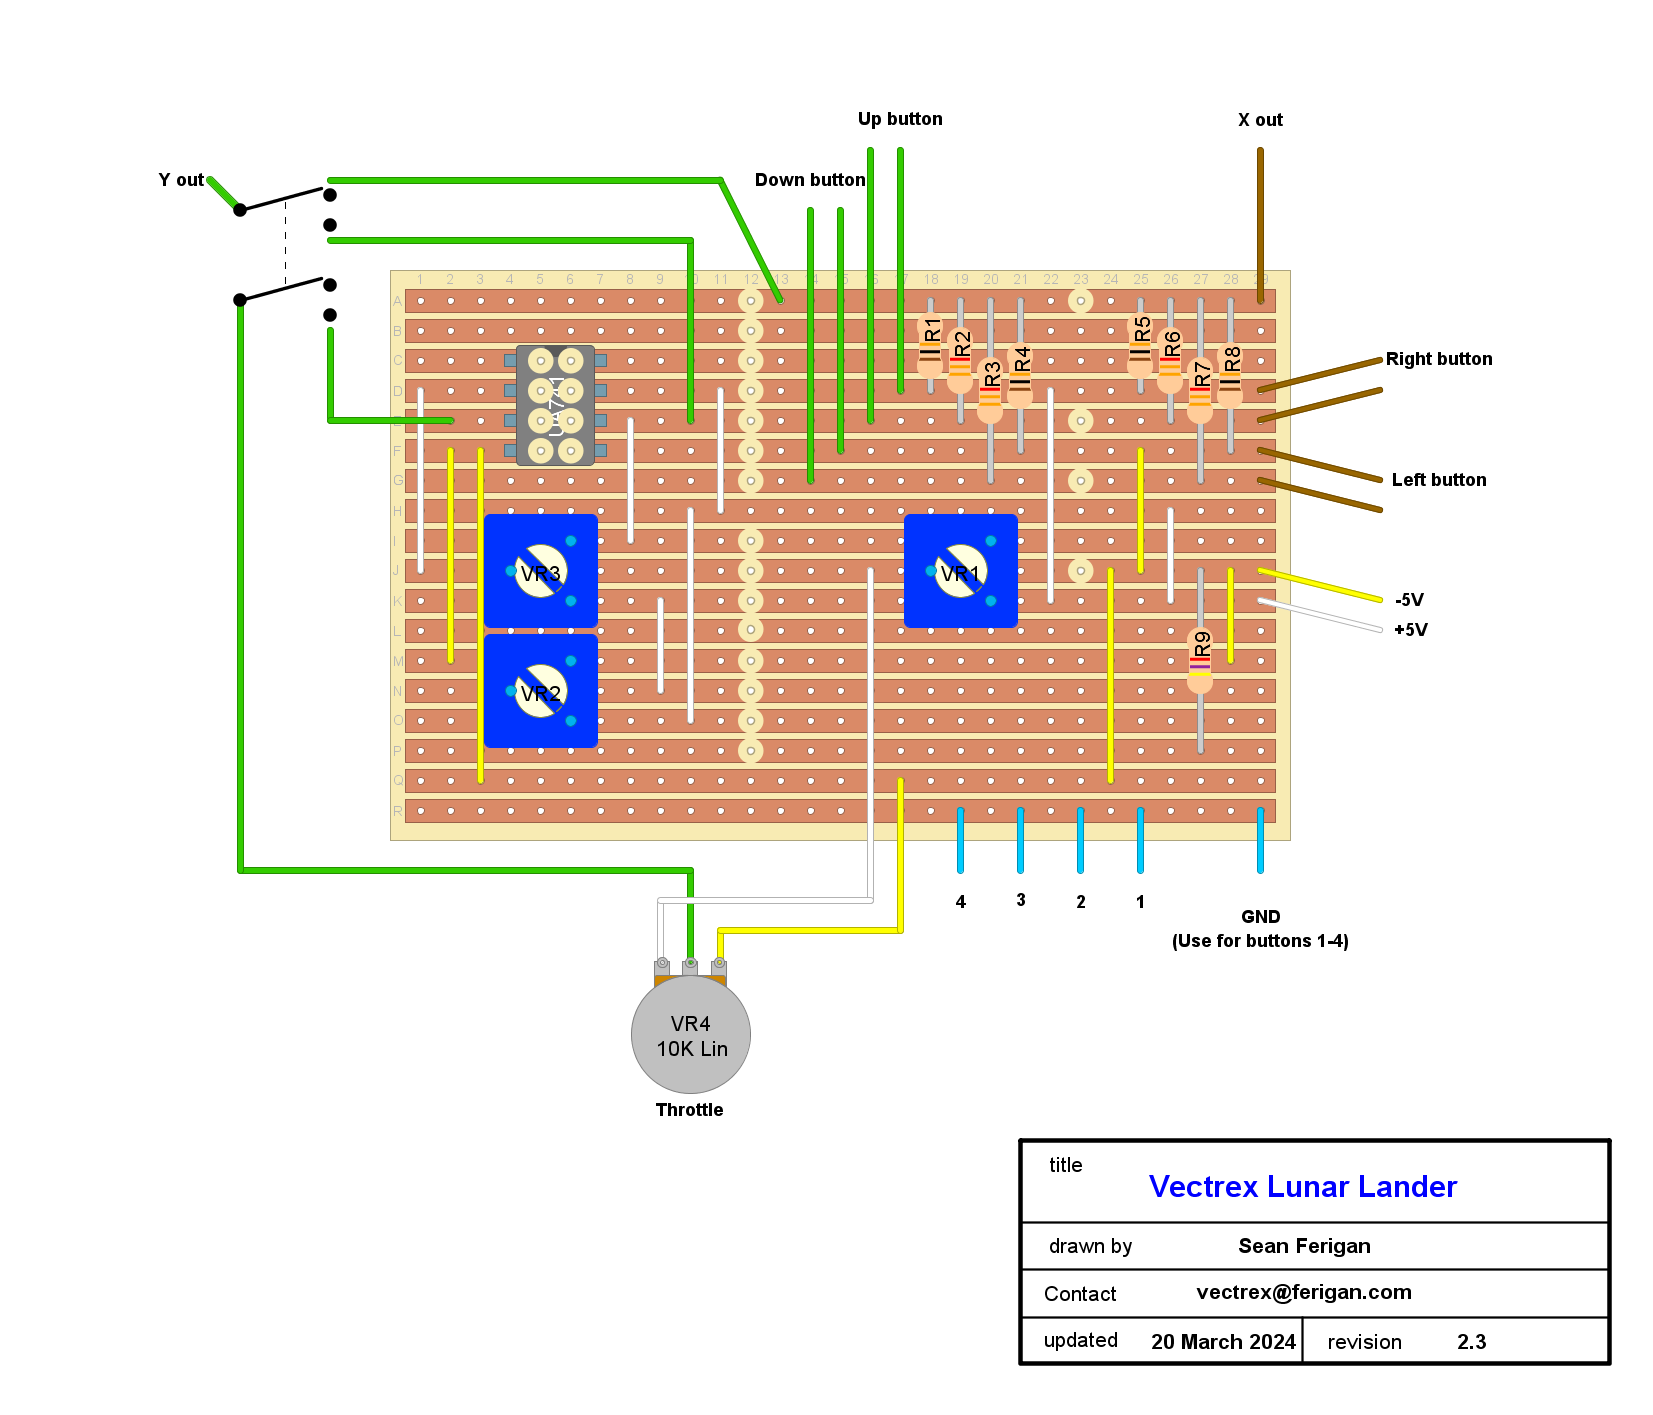 Up button
X out
Y out
Down button
1 2 3 4 5 6 7 8 9 10 11 12 13 14 15 16 17 18 19 20 21 22 23 24 25 26 27 28 29
A
B
C
D
E
F
G
H
I
J
K
L
M
N
O
P
Q
R
R1
R2
R3
R4
R5
R6
R7
R8
UA741
Right button
Left button
VR3
VR1
-5V
+5V
R9
VR2
4
3
2
1
GND
(Use for buttons 1-4)
VR4
10K Lin
Throttle
title
Vectrex Lunar Lander
drawn by
Sean Ferigan
Contact
vectrex@ferigan.com
updated
20 March 2024
revision
2.3